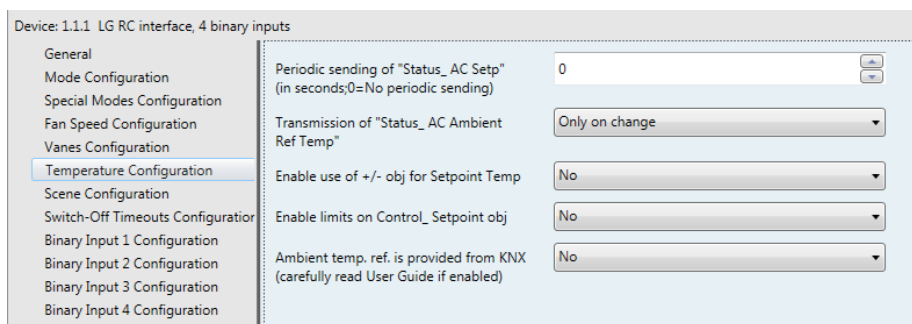 Device: 1.1.1 LG RC interface, 4 binary inputs
General
Mode Configuration
Special Modes Configuration
Fan Speed Configuration
Vanes Configuration
Temperature Configuration
Scene Configuration
Switch-Off Timeouts Configuration
Binary Input 1 Configuration
Binary Input 2 Configuration
Binary Input 3 Configuration
Binary Input 4 Configuration
Periodic sending of "Status_ AC Setp"
(in seconds;0=No periodic sending)
0
Transmission of "Status_ AC Ambient
Ref Temp"
Only on change
Enable use of +/- obj for Setpoint Temp
No
Enable limits on Control_ Setpoint obj
No
Ambient temp. ref. is provided from KNX
(carefully read User Guide if enabled)
No